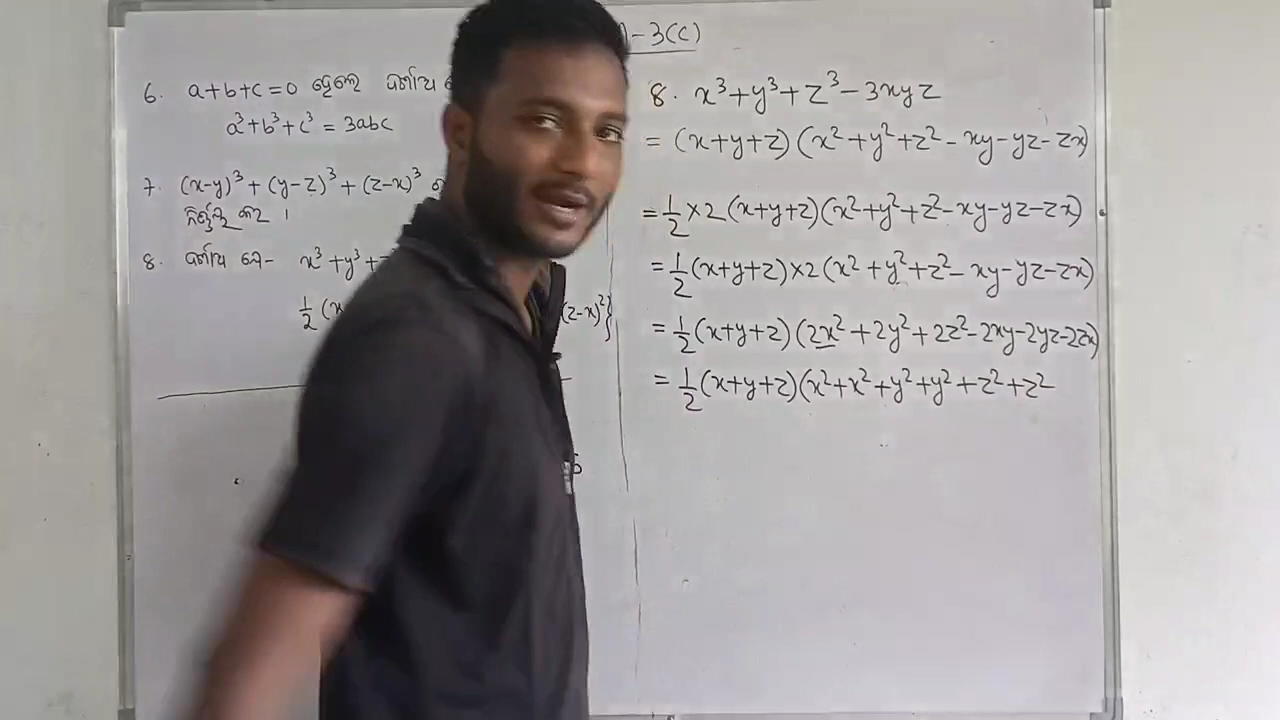 -3(C)
6. a+b+c=0 ହେଲେ ଦର୍ଶାଅ
a³+b³+c³ = 3abc
7. (x-y)³+(y-z)³+(z-x)³
ନିର୍ଣ୍ଣୟ କର ।
8. ଦର୍ଶାଅ ଯେ- x³+y³+
½(x (z-x)²}
8. x³+y³+z³-3xyz
= (x+y+z)(x²+y²+z²-xy-yz-zx)
=½×2(x+y+z)(x²+y²+z²-xy-yz-zx)
=½(x+y+z)×2(x²+y²+z²-xy-yz-zx)
=½(x+y+z)(2x²+2y²+2z²-2xy-2yz-2zx)
=½(x+y+z)(x²+x²+y²+y²+z²+z²